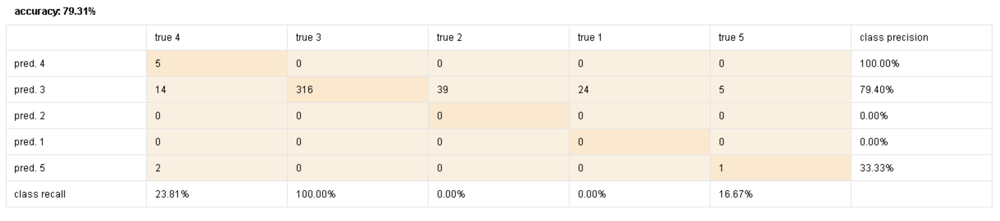 accuracy: 79.31%
true 4 true 3 true 2 true 1 true 5 class precision
pred. 4 5 0 0 0 0 100.00%
pred. 3 14 316 39 24 5 79.40%
pred. 2 0 0 0 0 0 0.00%
pred. 1 0 0 0 0 0 0.00%
pred. 5 2 0 0 0 1 33.33%
class recall 23.81% 100.00% 0.00% 0.00% 16.67%